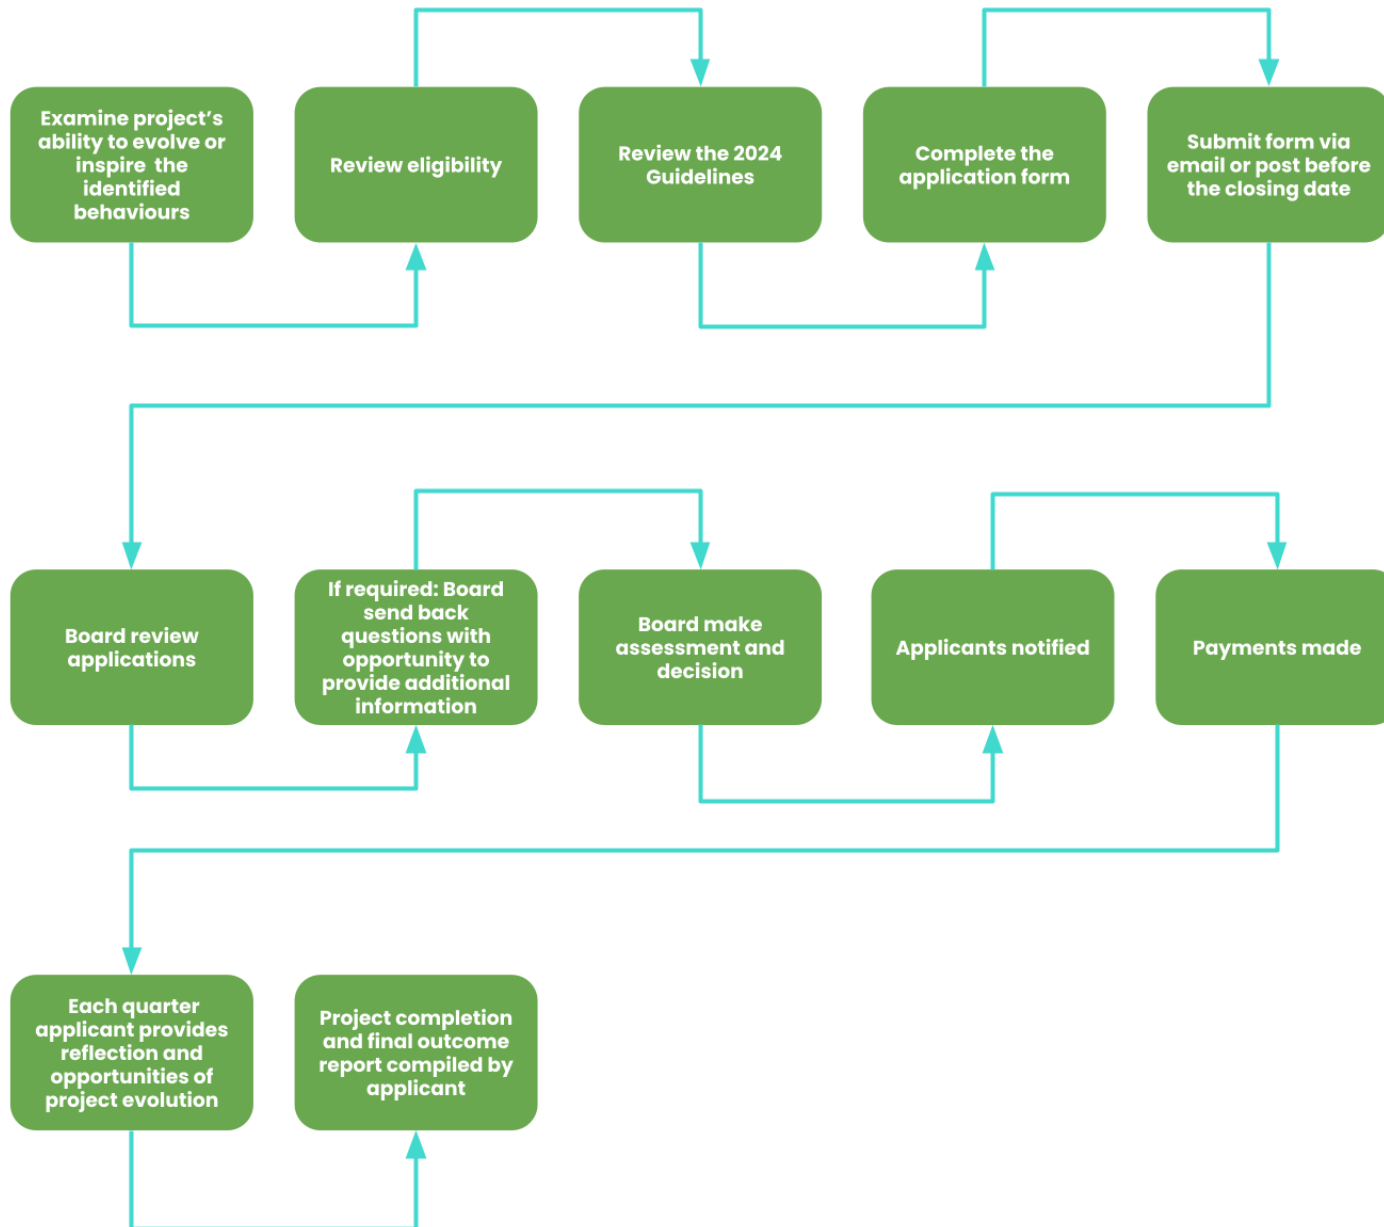 Examine project’s
ability to evolve or
inspire the
identified
behaviours
Review eligibility
Review the 2024
Guidelines
Complete the
application form
Submit form via
email or post before
the closing date
Board review
applications
If required: Board
send back
questions with
opportunity to
provide additional
information
Board make
assessment and
decision
Applicants notified
Payments made
Each quarter
applicant provides
reflection and
opportunities of
project evolution
Project completion
and final outcome
report compiled by
applicant